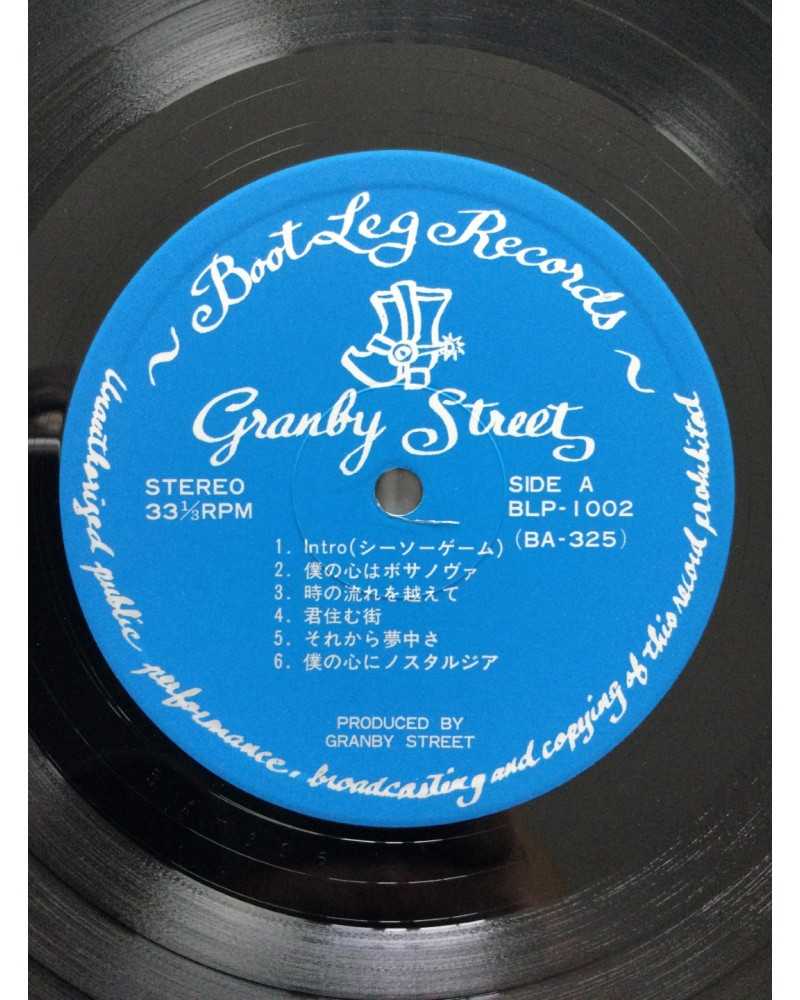 ~ Boot Leg Records ~
Granby Street
STEREO
33⅓RPM
SIDE A
BLP-1002
(BA-325)
1. Intro(シーソーゲーム)
2. 僕の心はボサノヴァ
3. 時の流れを越えて
4. 君住む街
5. それから夢中さ
6. 僕の心にノスタルジア
PRODUCED BY
GRANBY STREET
Unauthorized public performance, broadcasting and copying of this record prohibited